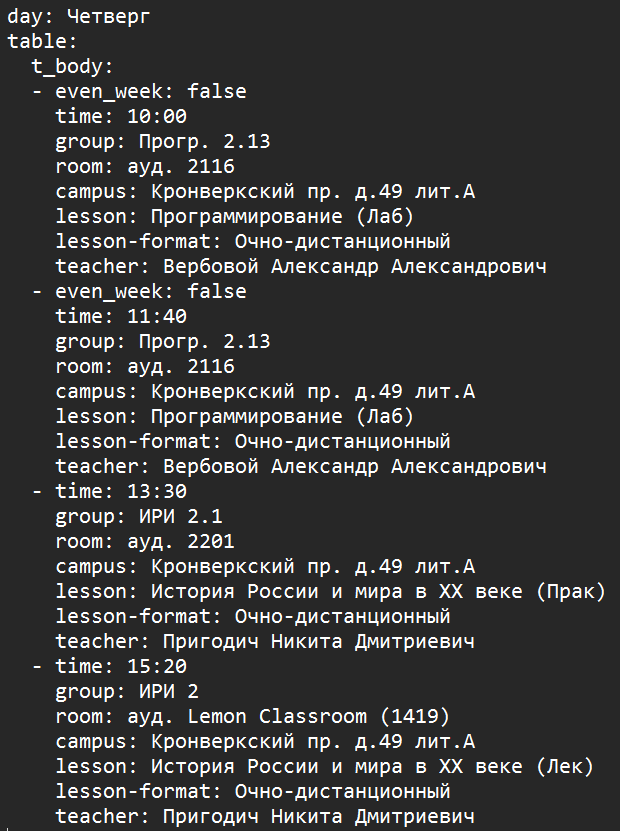 day: Четверг
table:
  t_body:
  - even_week: false
    time: 10:00
    group: Прогр. 2.13
    room: ауд. 2116
    campus: Кронверкский пр. д.49 лит.А
    lesson: Программирование (Лаб)
    lesson-format: Очно-дистанционный
    teacher: Вербовой Александр Александрович
  - even_week: false
    time: 11:40
    group: Прогр. 2.13
    room: ауд. 2116
    campus: Кронверкский пр. д.49 лит.А
    lesson: Программирование (Лаб)
    lesson-format: Очно-дистанционный
    teacher: Вербовой Александр Александрович
  - time: 13:30
    group: ИРИ 2.1
    room: ауд. 2201
    campus: Кронверкский пр. д.49 лит.А
    lesson: История России и мира в XX веке (Прак)
    lesson-format: Очно-дистанционный
    teacher: Пригодич Никита Дмитриевич
  - time: 15:20
    group: ИРИ 2
    room: ауд. Lemon Classroom (1419)
    campus: Кронверкский пр. д.49 лит.А
    lesson: История России и мира в XX веке (Лек)
    lesson-format: Очно-дистанционный
    teacher: Пригодич Никита Дмитриевич